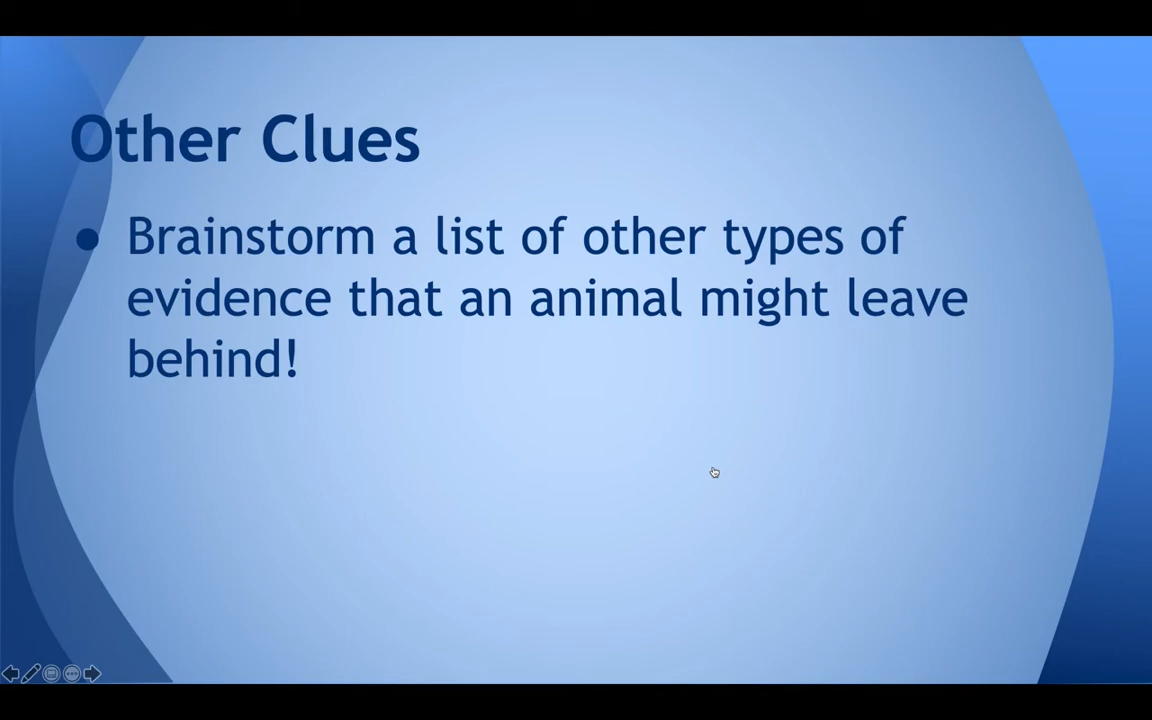 Other Clues
● Brainstorm a list of other types of
evidence that an animal might leave
behind!